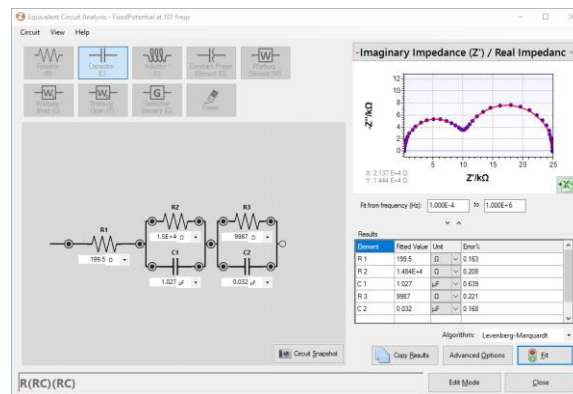 Equivalent Circuit Analysis - FixedPotential at 101 freqs
Circuit View Help
Resistor (R)
Capacitor (C)
Inductor (L)
Constant Phase Element (Q)
Warburg Element (W)
Warburg Short (O)
Warburg Open (T)
Gerischer Element (G)
Eraser
-Imaginary Impedance (Z') / Real Impedanc
-Z''/kΩ
12
10
8
6
4
2
0
5 10 15 20 25
Z'/kΩ
X: 2.137 E+4 Ω
Y: 1.444 E+4 Ω
Fit from frequency (Hz): 1.000E-4 to 1.000E+6
Results
Element Fitted Value Unit Error%
R 1 199.5 Ω 0.163
R 2 1.484E+4 Ω 0.208
C 1 1.027 µF 0.639
R 3 9987 Ω 0.221
C 2 0.032 µF 0.168
R1
199.5 Ω
R2
1.5E+4 Ω
C1
1.027 µF
R3
9987 Ω
C2
0.032 µF
Circuit Snapshot
Algorithm: Levenberg-Marquardt
Copy Results
Advanced Options
Fit
R(RC)(RC)
Edit Mode
Close